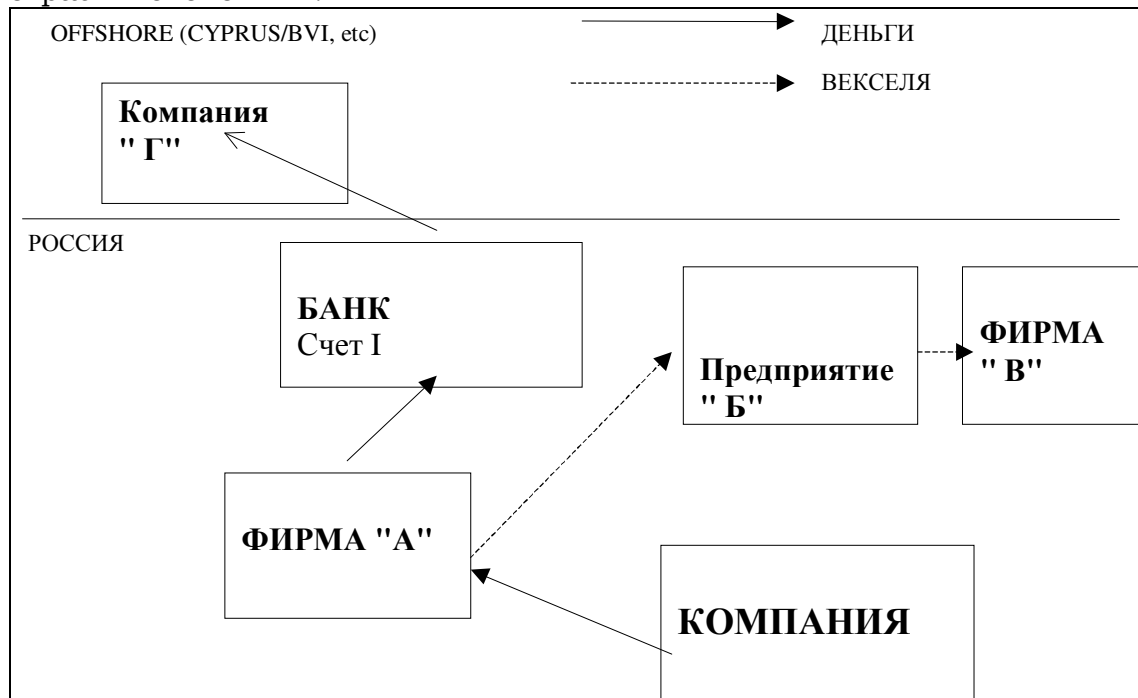 OFFSHORE (CYPRUS/BVI, etc)
ДЕНЬГИ
ВЕКСЕЛЯ
Компания
" Г"
РОССИЯ
БАНК
Счет I
Предприятие
" Б"
ФИРМА
" В"
ФИРМА "А"
КОМПАНИЯ